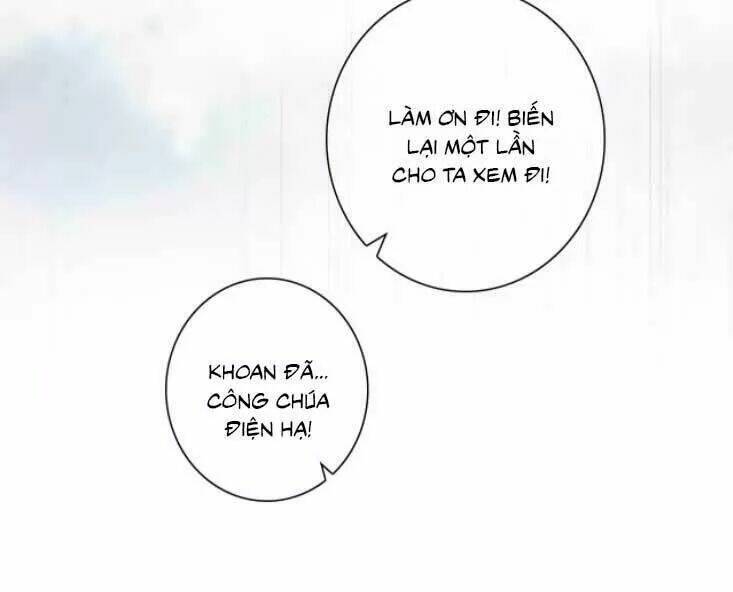 LÀM ƠN ĐI! BIẾN
LẠI MỘT LẦN
CHO TA XEM ĐI!
KHOAN ĐÃ...
CÔNG CHÚA
ĐIỆN HẠ!